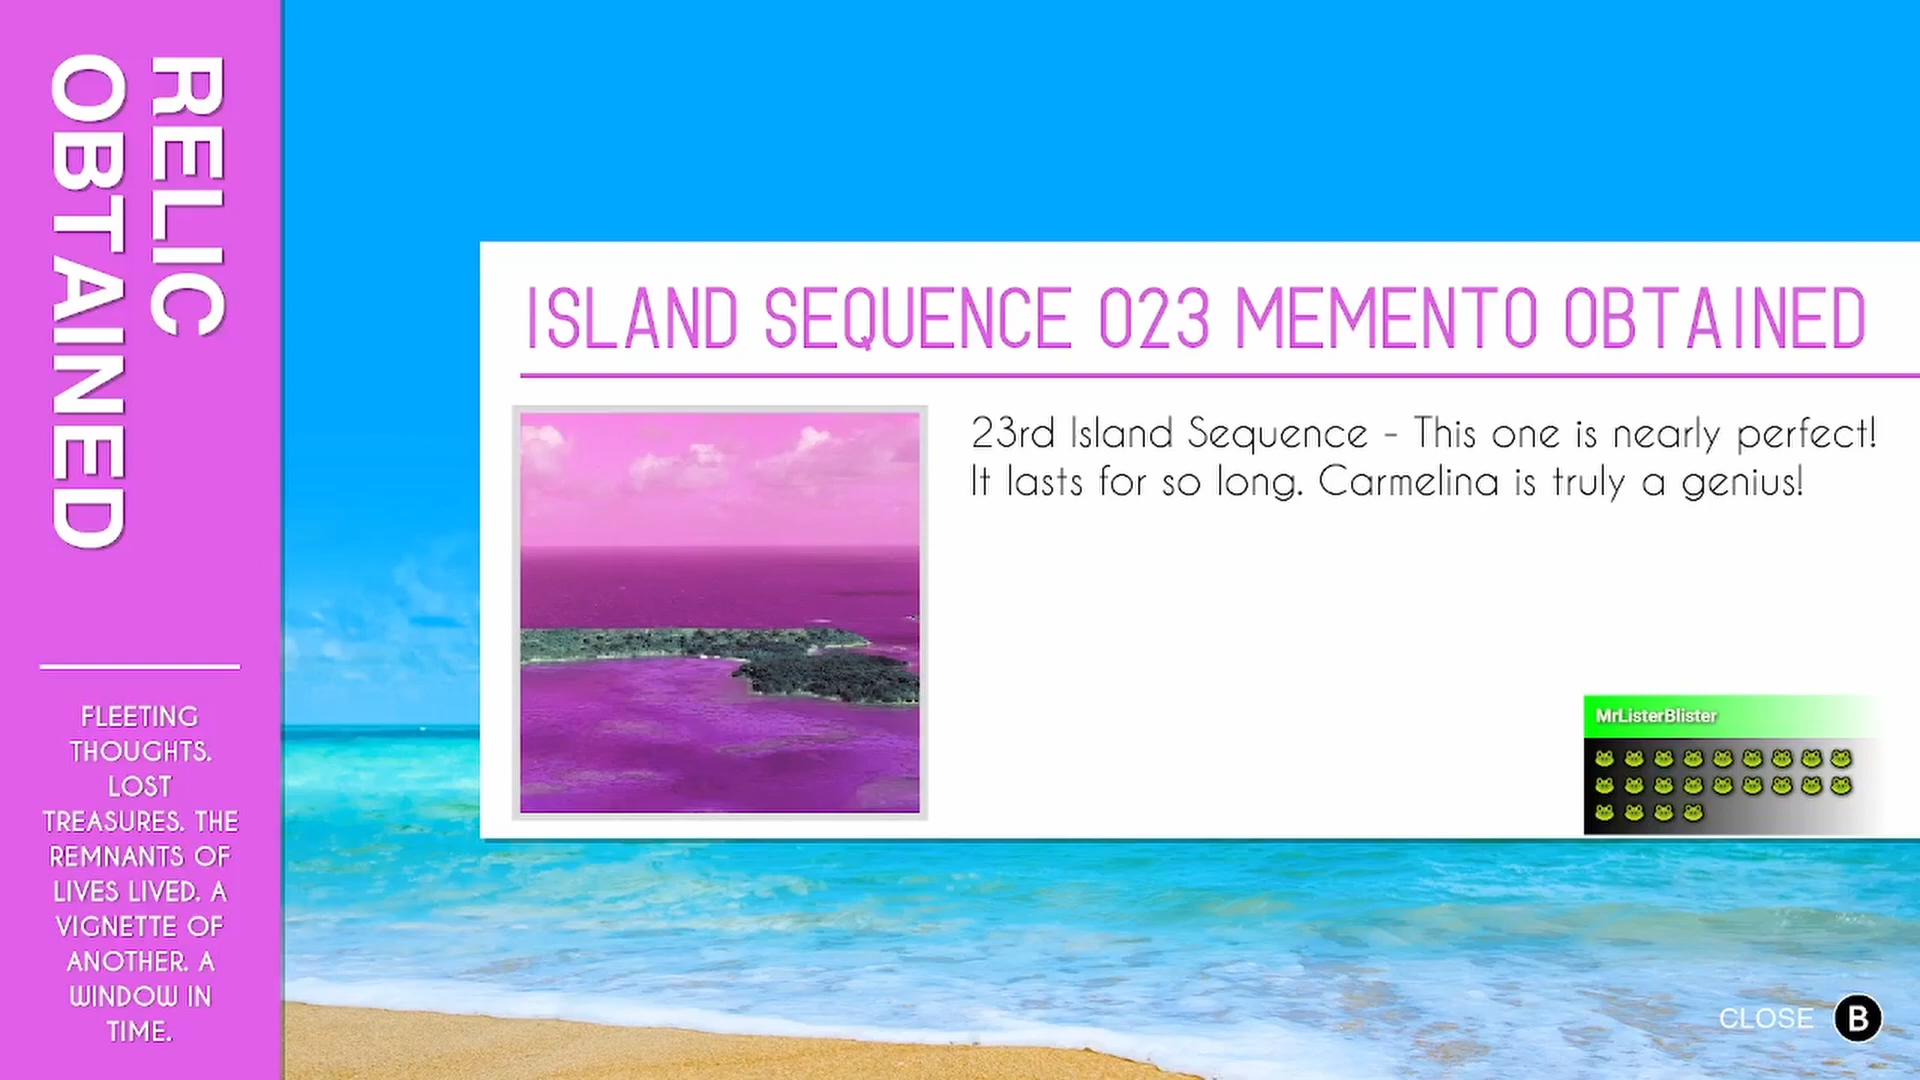 RELIC
OBTAINED
FLEETING
THOUGHTS.
LOST
TREASURES. THE
REMNANTS OF
LIVES LIVED. A
VIGNETTE OF
ANOTHER. A
WINDOW IN
TIME.
ISLAND SEQUENCE 023 MEMENTO OBTAINED
23rd Island Sequence - This one is nearly perfect!
It lasts for so long. Carmelina is truly a genius!
MrListerBlister
CLOSE B